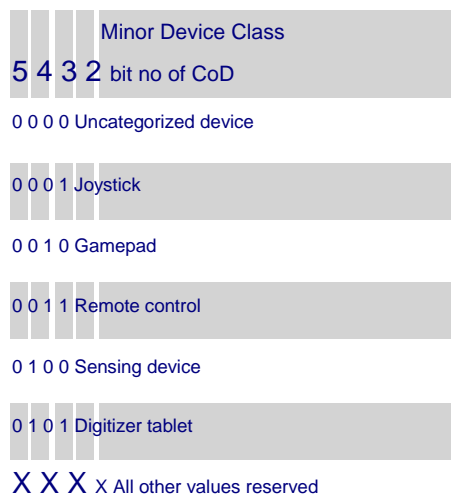 Minor Device Class
5 4 3 2 bit no of CoD
0 0 0 0 Uncategorized device
0 0 0 1 Joystick
0 0 1 0 Gamepad
0 0 1 1 Remote control
0 1 0 0 Sensing device
0 1 0 1 Digitizer tablet
X X X X All other values reserved